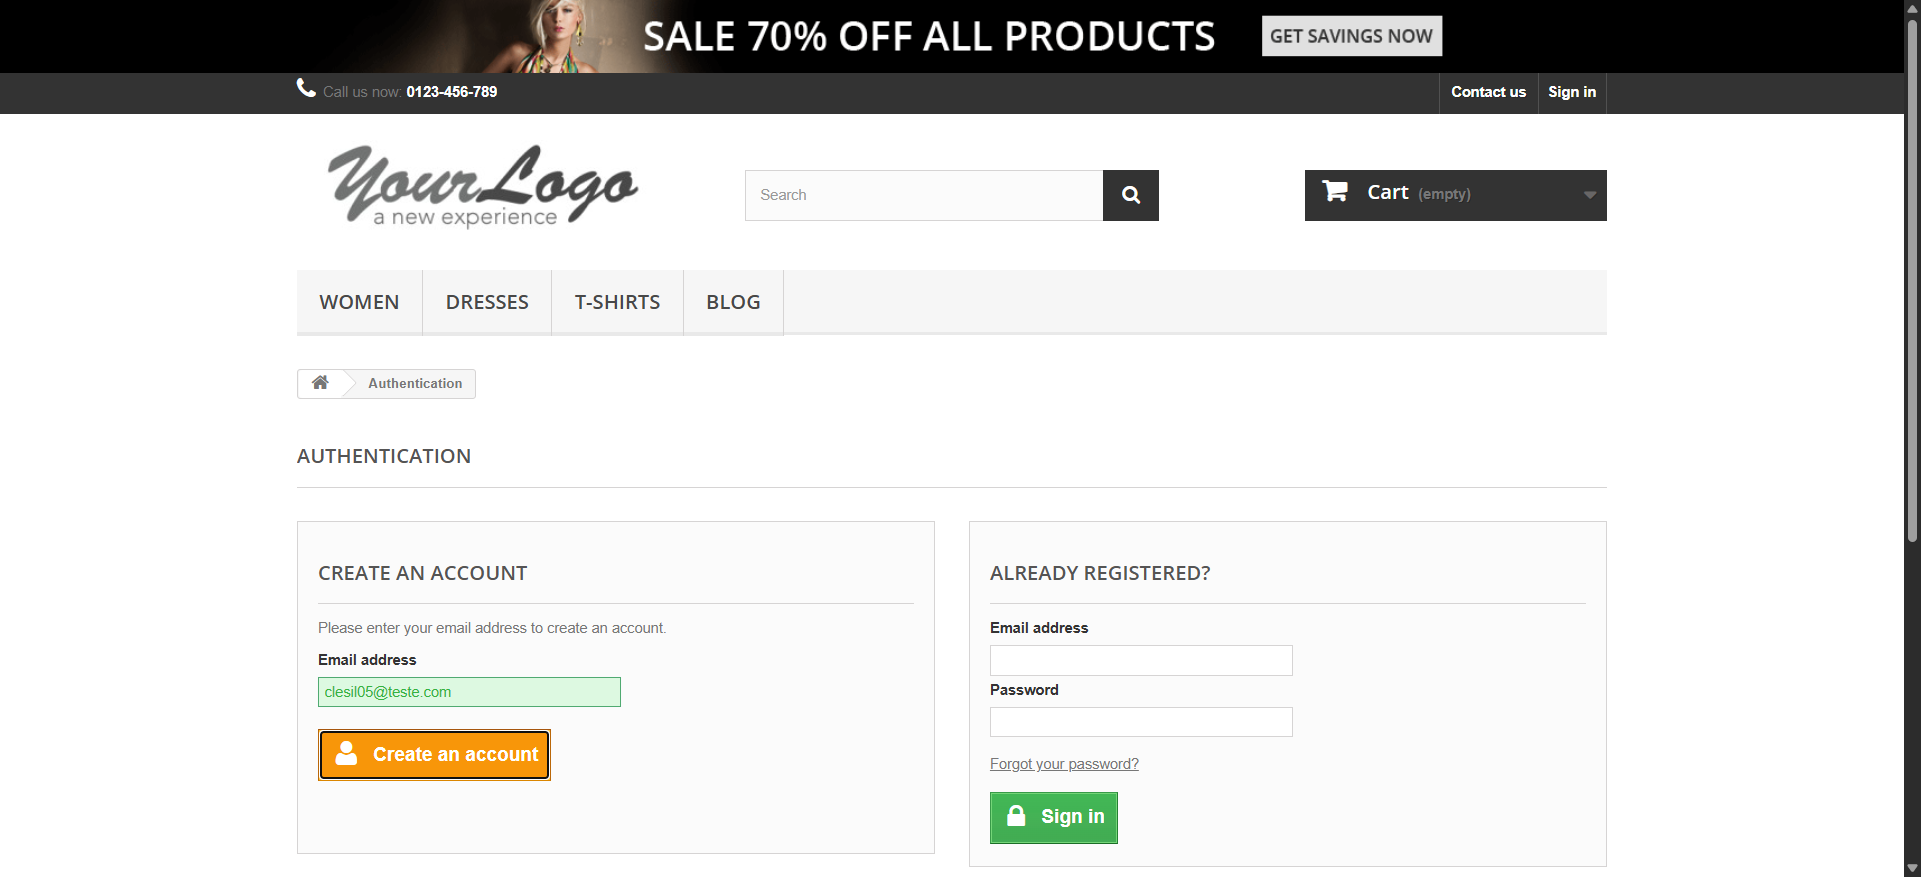 SALE 70% OFF ALL PRODUCTS GET SAVINGS NOW
Call us now: 0123-456-789 Contact us Sign in
YourLogo
a new experience
Search Cart (empty)
WOMEN DRESSES T-SHIRTS BLOG
Authentication
AUTHENTICATION
CREATE AN ACCOUNT
Please enter your email address to create an account.
Email address
clesil05@teste.com
Create an account
ALREADY REGISTERED?
Email address
Password
Forgot your password?
Sign in